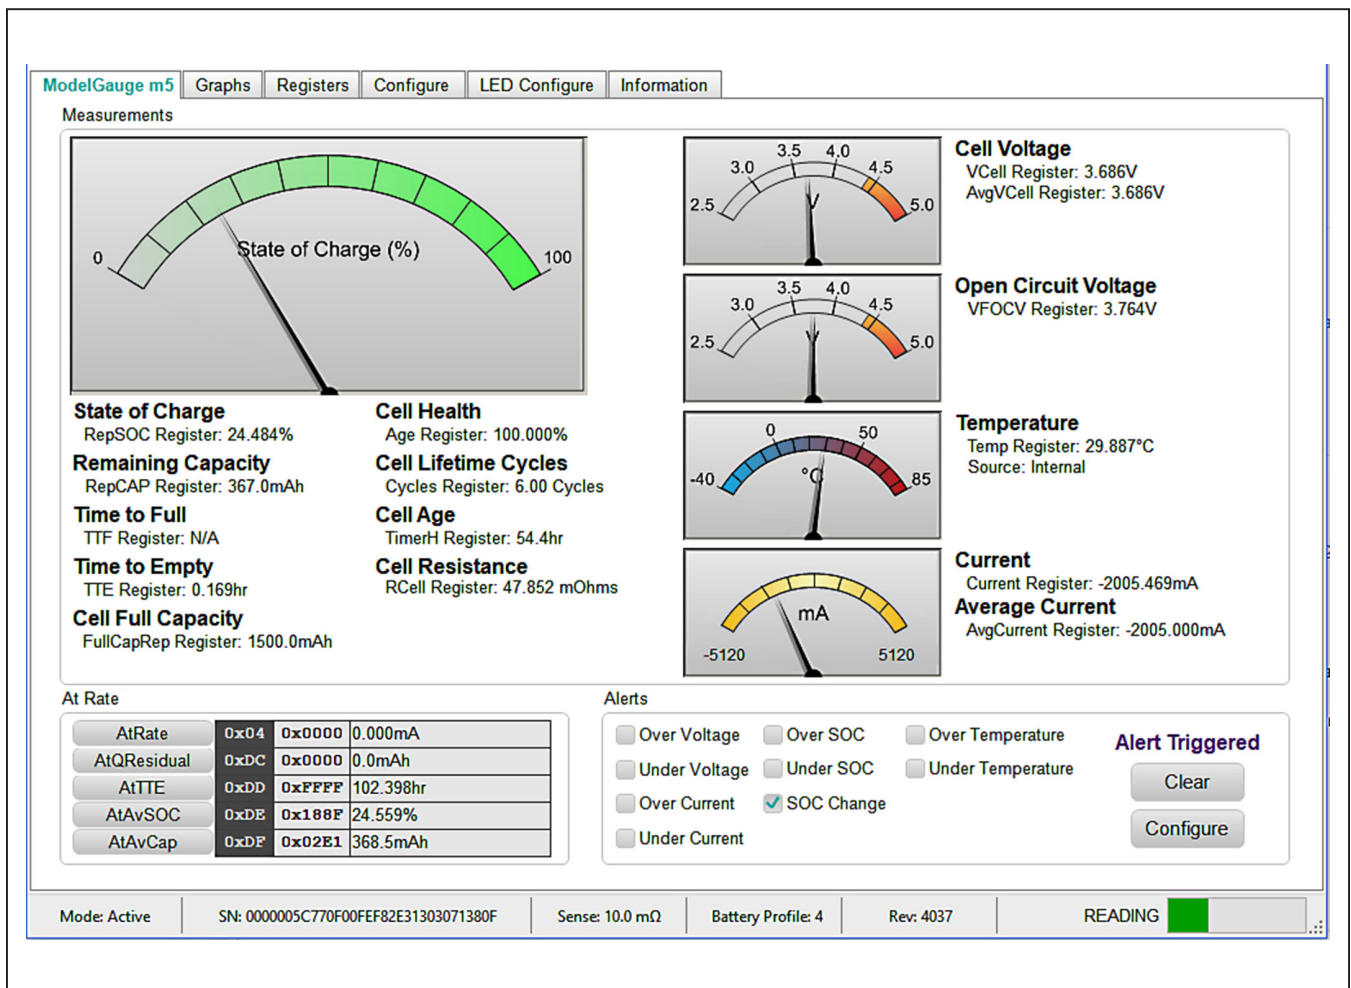 ModelGauge m5 Graphs Registers Configure LED Configure Information
Measurements
0
State of Charge (%)
100
State of Charge
RepSOC Register: 24.484%
Remaining Capacity
RepCAP Register: 367.0mAh
Time to Full
TTF Register: N/A
Time to Empty
TTE Register: 0.169hr
Cell Full Capacity
FullCapRep Register: 1500.0mAh
Cell Health
Age Register: 100.000%
Cell Lifetime Cycles
Cycles Register: 6.00 Cycles
Cell Age
TimerH Register: 54.4hr
Cell Resistance
RCell Register: 47.852 mOhms
2.5 3.0 3.5 4.0 4.5 5.0
V
Cell Voltage
VCell Register: 3.686V
AvgVCell Register: 3.686V
2.5 3.0 3.5 4.0 4.5 5.0
V
Open Circuit Voltage
VFOCV Register: 3.764V
-40 0 50 85
°C
Temperature
Temp Register: 29.887°C
Source: Internal
mA
-5120 5120
Current
Current Register: -2005.469mA
Average Current
AvgCurrent Register: -2005.000mA
At Rate
AtRate 0x04 0x0000 0.000mA
AtQResidual 0xDC 0x0000 0.0mAh
AtTTE 0xDD 0xFFFF 102.398hr
AtAvSOC 0xDE 0x188F 24.559%
AtAvCap 0xDF 0x02E1 368.5mAh
Alerts
Over Voltage Over SOC Over Temperature
Under Voltage Under SOC Under Temperature
Over Current SOC Change
Under Current
Alert Triggered
Clear
Configure
Mode: Active SN: 0000005C770F00FEF82E31303071380F Sense: 10.0 mΩ Battery Profile: 4 Rev: 4037 READING